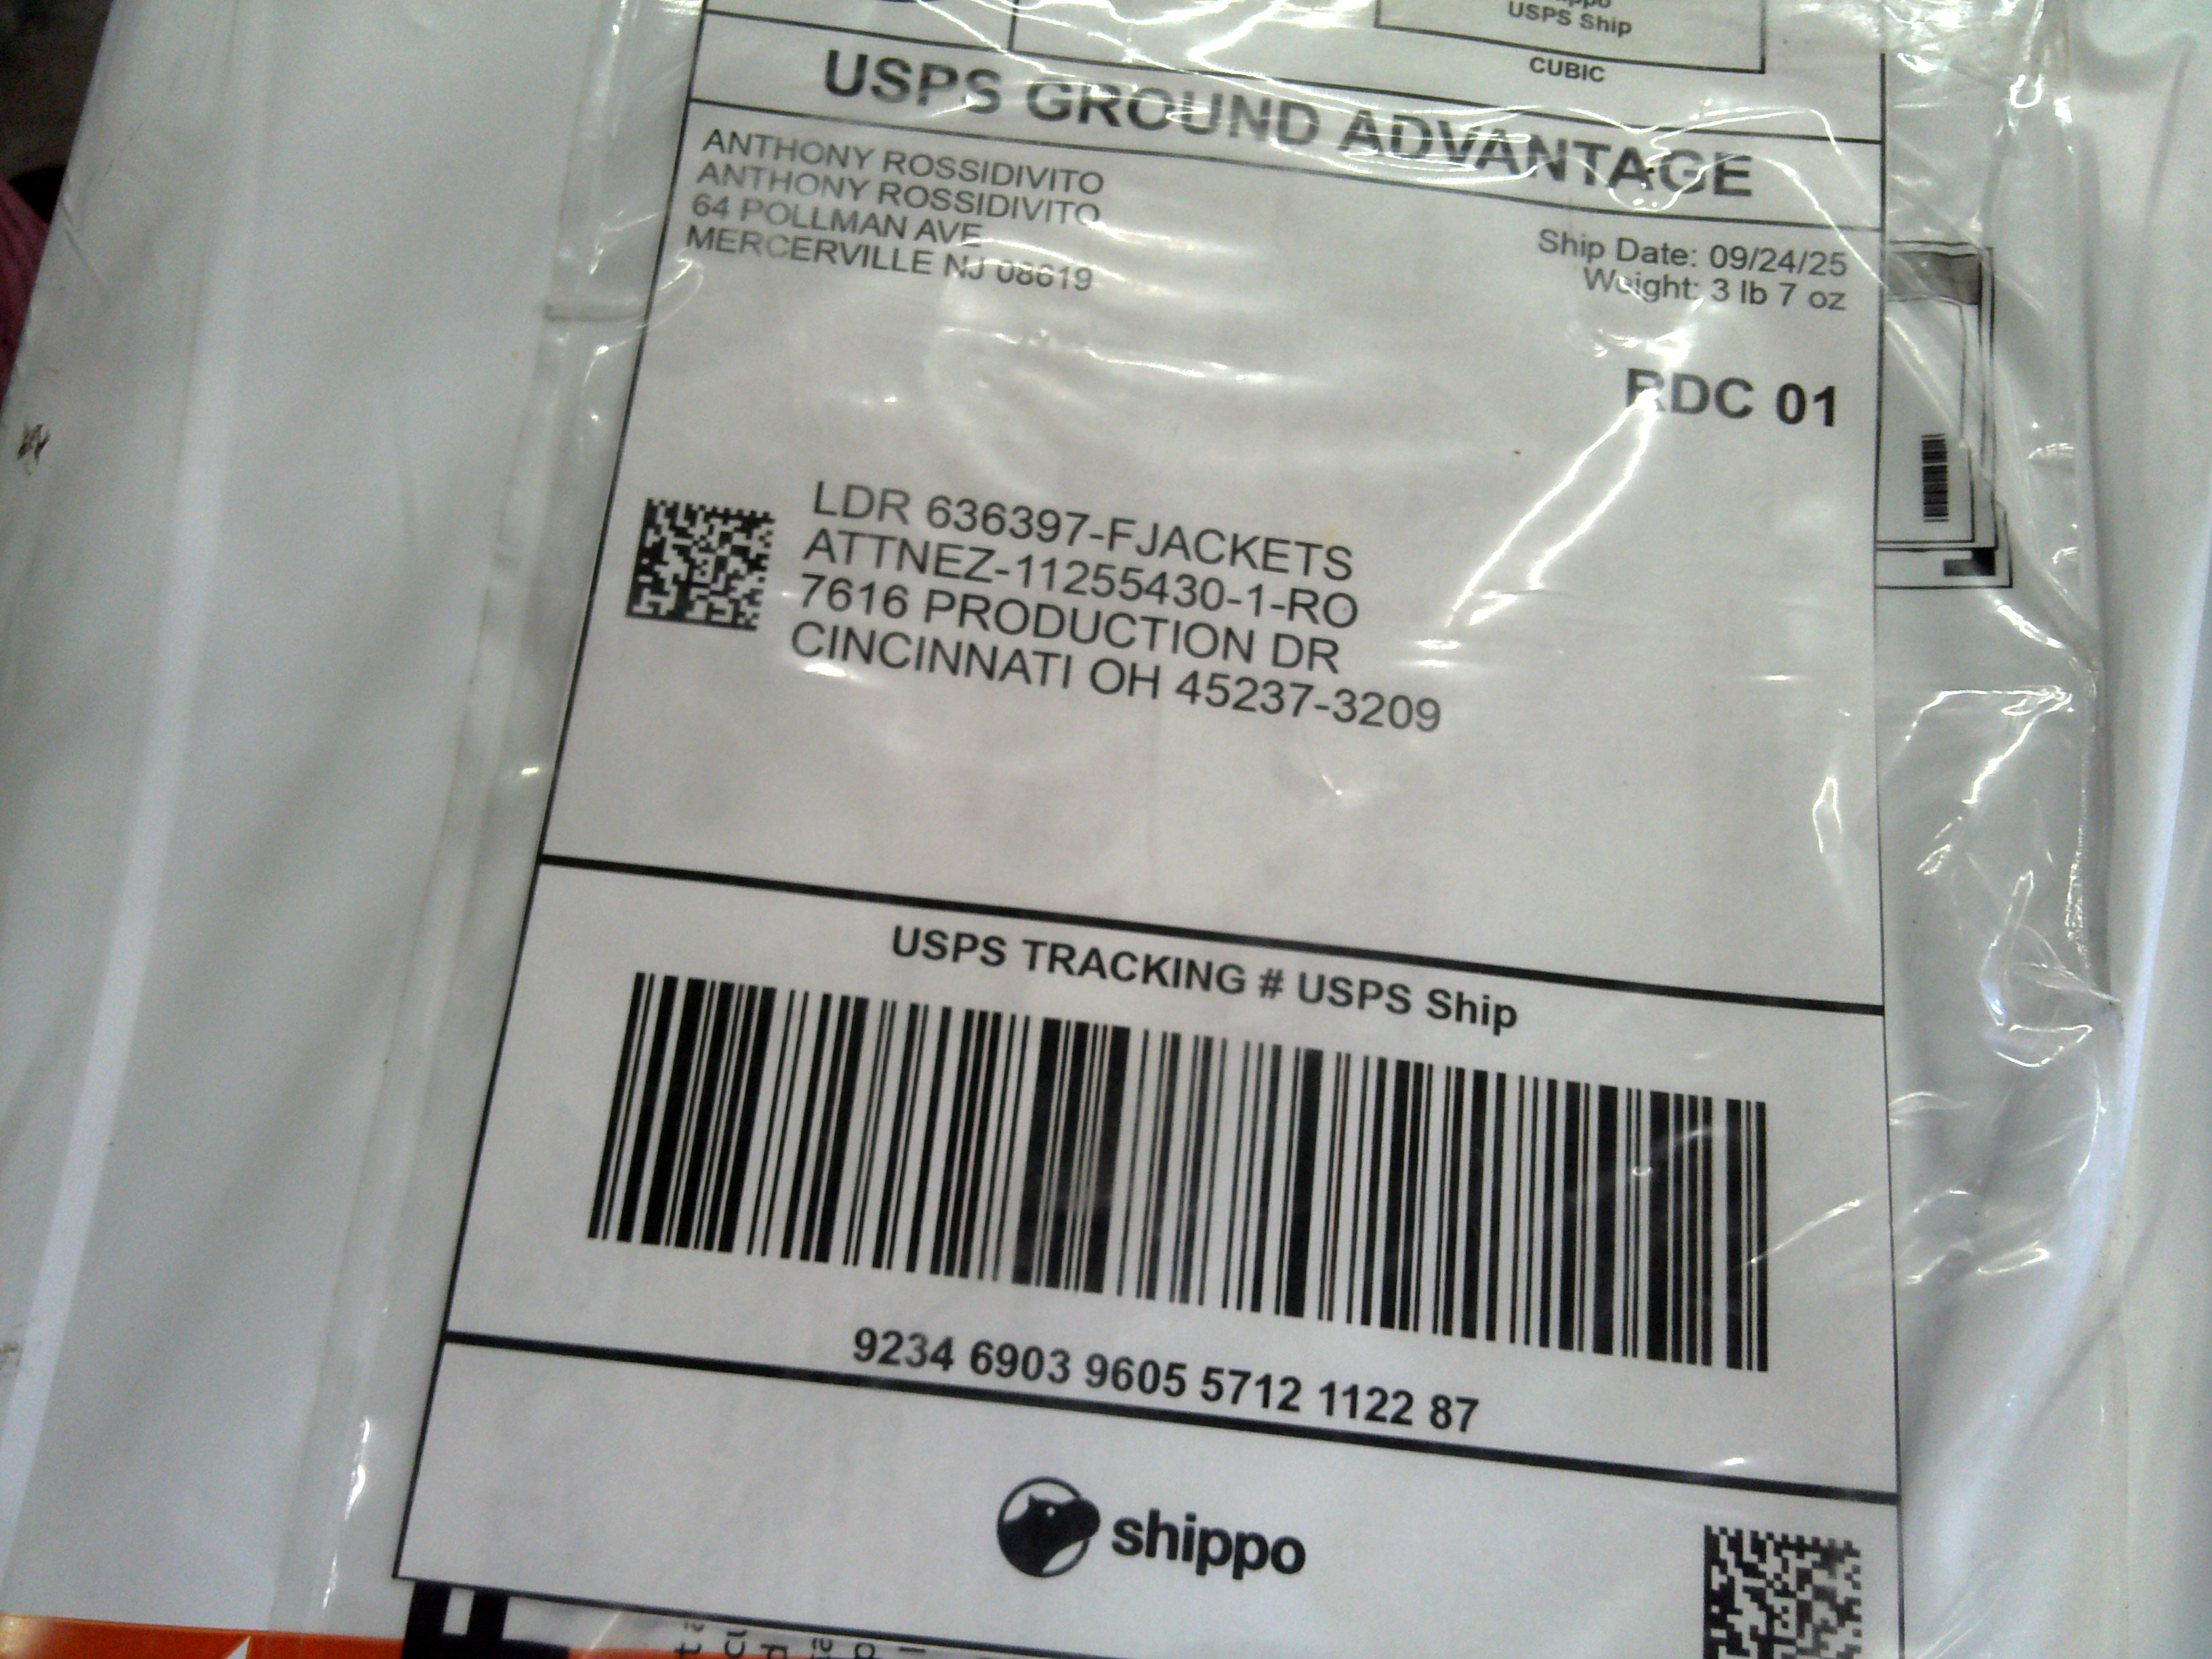 USPS Ship
CUBIC
USPS GROUND ADVANTAGE
ANTHONY ROSSIDIVITO
ANTHONY ROSSIDIVITO
64 POLLMAN AVE
MERCERVILLE NJ 08619
Ship Date: 09/24/25
Weight: 3 lb 7 oz
RDC 01
LDR 636397-FJACKETS
ATTNEZ-11255430-1-RO
7616 PRODUCTION DR
CINCINNATI OH 45237-3209
USPS TRACKING # USPS Ship
9234 6903 9605 5712 1122 87
shippo